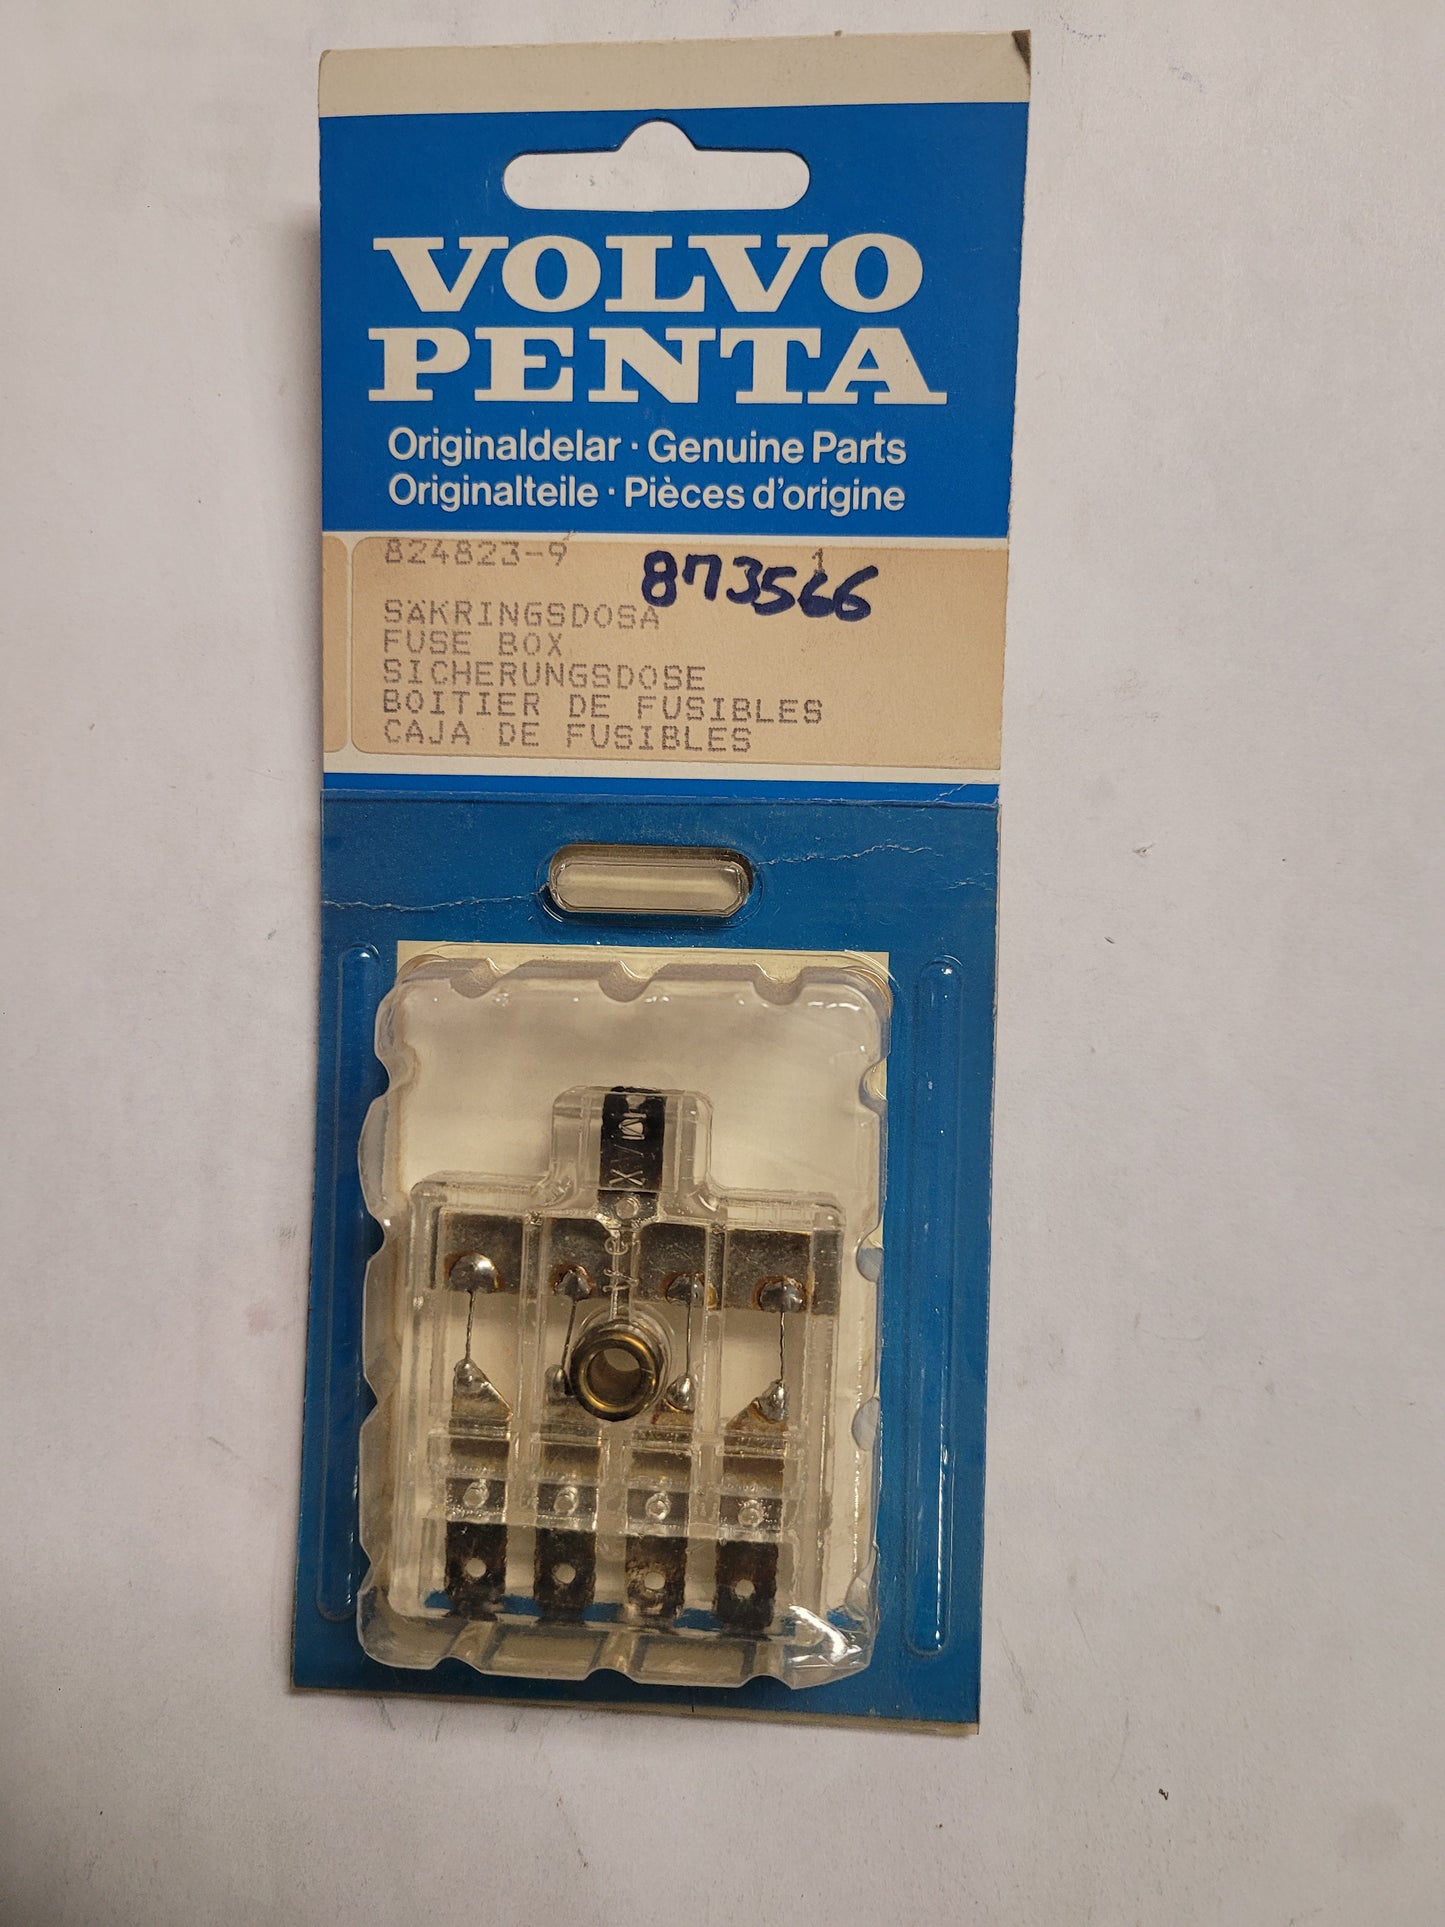 VOLVO
PENTA
Originaldelar · Genuine Parts
Originalteile · Pièces d'origine
824823-9 1
873566
SÄKRINGSDOSA
FUSE BOX
SICHERUNGSDOSE
BOITIER DE FUSIBLES
CAJA DE FUSIBLES